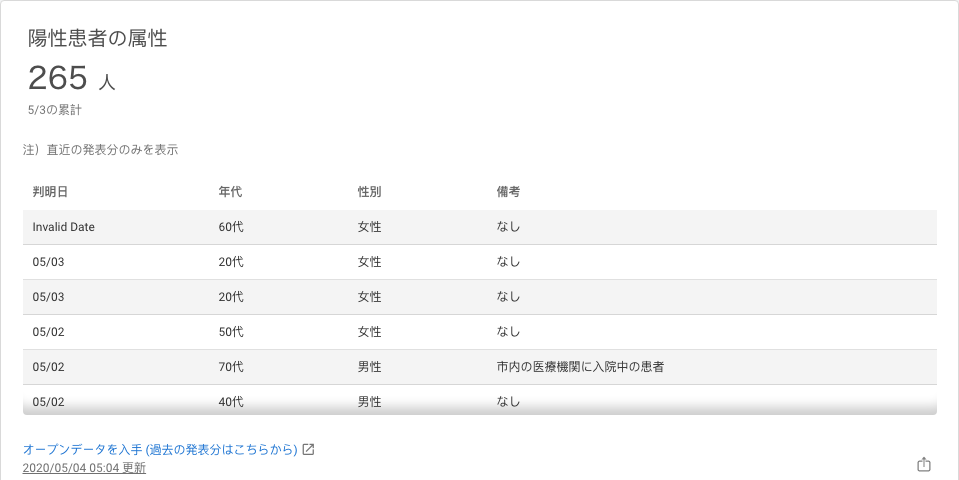 陽性患者の属性
265 人
5/3の累計
注）直近の発表分のみを表示
判明日 年代 性別 備考
Invalid Date 60代 女性 なし
05/03 20代 女性 なし
05/03 20代 女性 なし
05/02 50代 女性 なし
05/02 70代 男性 市内の医療機関に入院中の患者
05/02 40代 男性 なし
オープンデータを入手 (過去の発表分はこちらから)
2020/05/04 05:04 更新